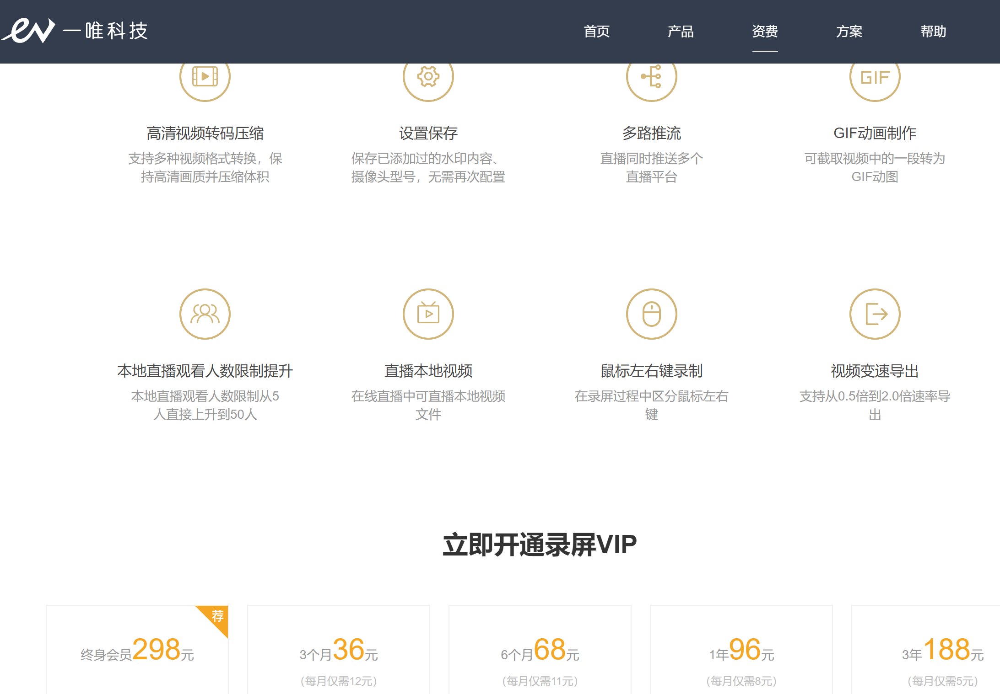 ev 一唯科技 首页 产品 资费 方案 帮助
GIF
高清视频转码压缩 设置保存 多路推流 GIF动画制作
支持多种视频格式转换，保 保存已添加过的水印内容、 直播同时推送多个 可截取视频中的一段转为
持高清画质并压缩体积 摄像头型号，无需再次配置 直播平台 GIF动图
本地直播观看人数限制提升 直播本地视频 鼠标左右键录制 视频变速导出
本地直播观看人数限制从5 在线直播中可直播本地视频 在录屏过程中区分鼠标左右 支持从0.5倍到2.0倍速率导
人直接上升到50人 文件 键 出
立即开通录屏VIP
荐
终身会员298元 3个月36元 6个月68元 1年96元 3年188元
（每月仅需12元） （每月仅需11元） （每月仅需8元） （每月仅需5元）